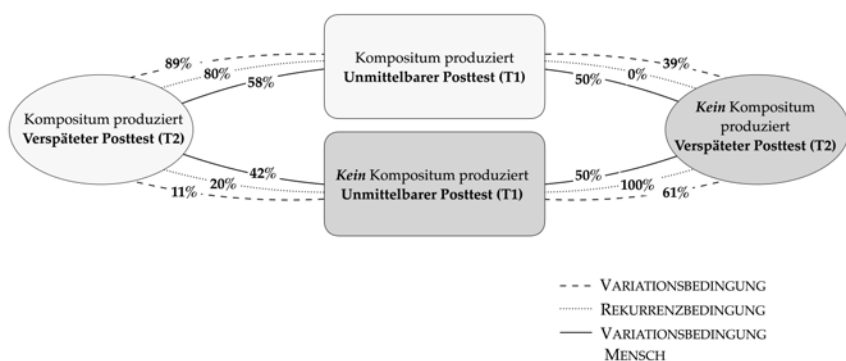 Kompositum produziert
Unmittelbarer Posttest (T1)
89%
80%
58%
50%
0%
39%
Kompositum produziert
Verspäteter Posttest (T2)
Kein Kompositum
produziert
Verspäteter Posttest (T2)
Kein Kompositum produziert
Unmittelbarer Posttest (T1)
42%
20%
11%
50%
100%
61%
VARIATIONSBEDINGUNG
REKURRENZBEDINGUNG
VARIATIONSBEDINGUNG
MENSCH